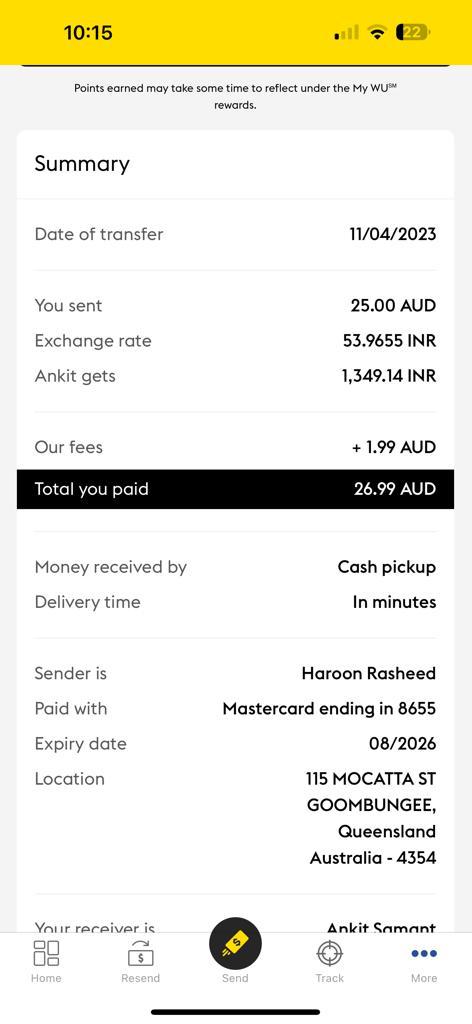 10:15
22
Points earned may take some time to reflect under the My WU℠
rewards.
Summary
Date of transfer 11/04/2023
You sent 25.00 AUD
Exchange rate 53.9655 INR
Ankit gets 1,349.14 INR
Our fees + 1.99 AUD
Total you paid 26.99 AUD
Money received by Cash pickup
Delivery time In minutes
Sender is Haroon Rasheed
Paid with Mastercard ending in 8655
Expiry date 08/2026
Location 115 MOCATTA ST
GOOMBUNGEE,
Queensland
Australia - 4354
Your receiver is Ankit Samant
Home Resend Send Track More